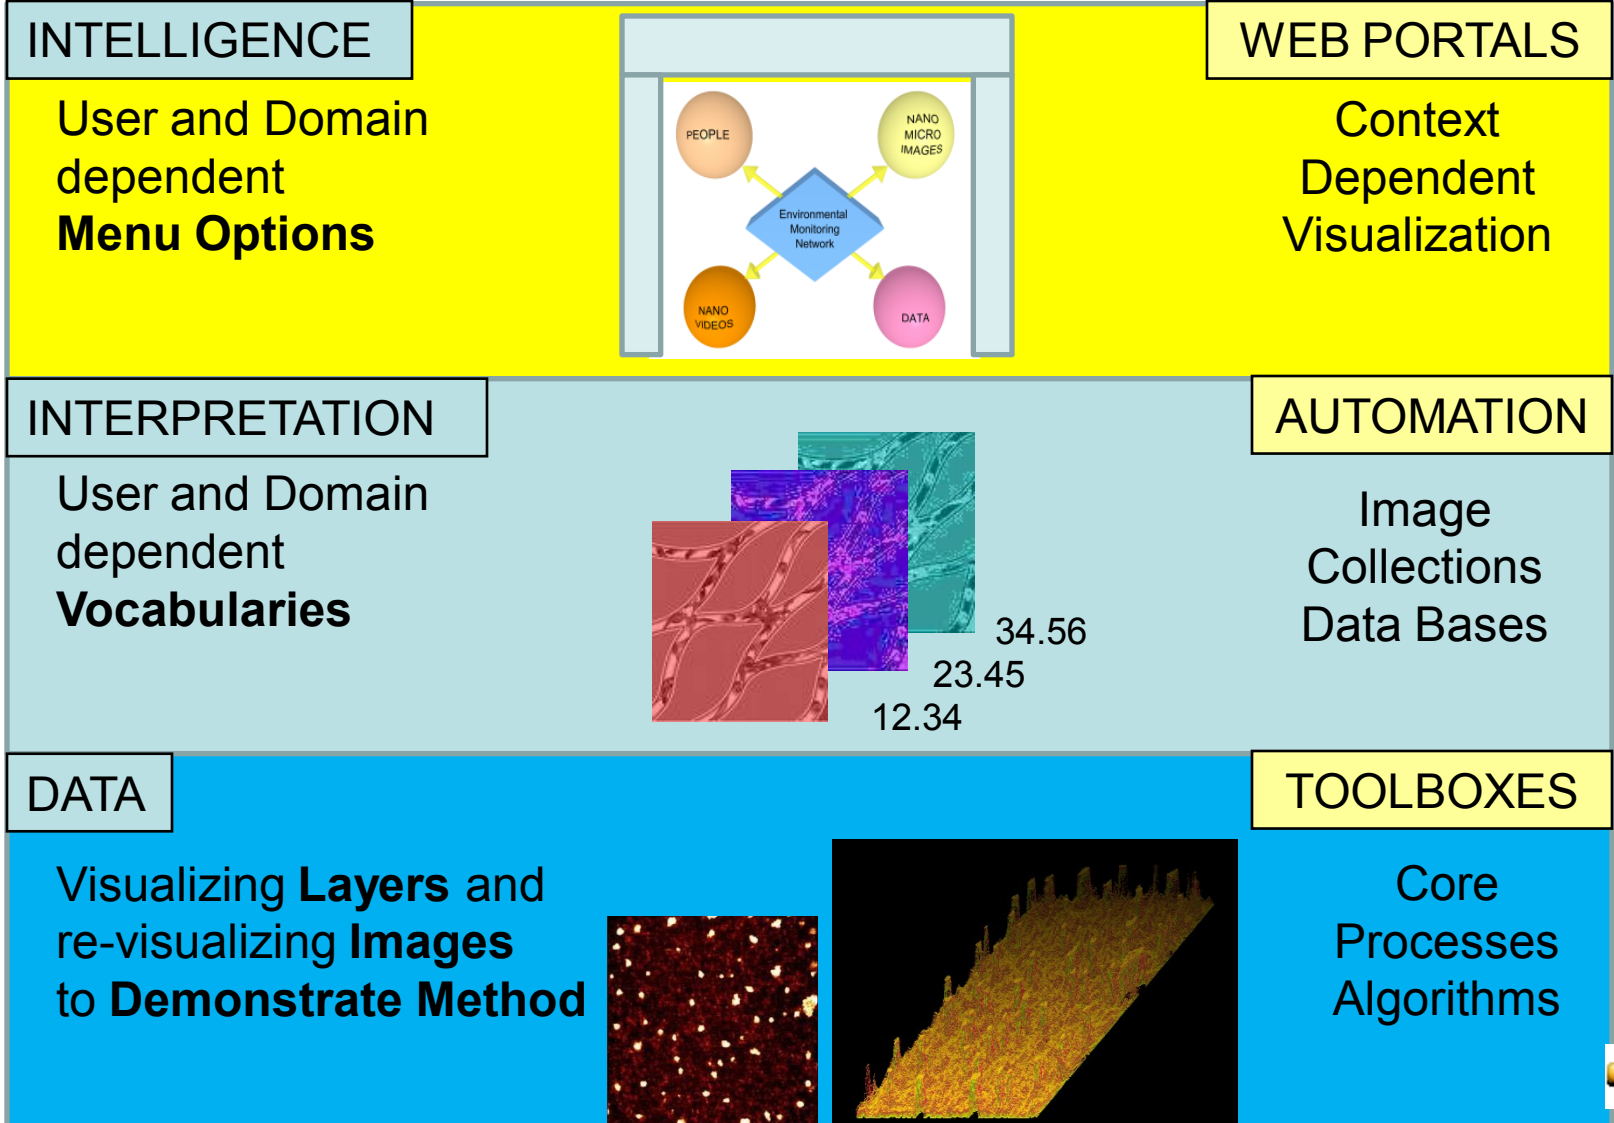 INTELLIGENCE
WEB PORTALS
User and Domain
dependent
Menu Options
PEOPLE
NANO
MICRO
IMAGES
Environmental
Monitoring
Network
NANO
VIDEOS
DATA
Context
Dependent
Visualization
INTERPRETATION
AUTOMATION
User and Domain
dependent
Vocabularies
34.56
23.45
12.34
Image
Collections
Data Bases
DATA
TOOLBOXES
Visualizing Layers and
re-visualizing Images
to Demonstrate Method
Core
Processes
Algorithms